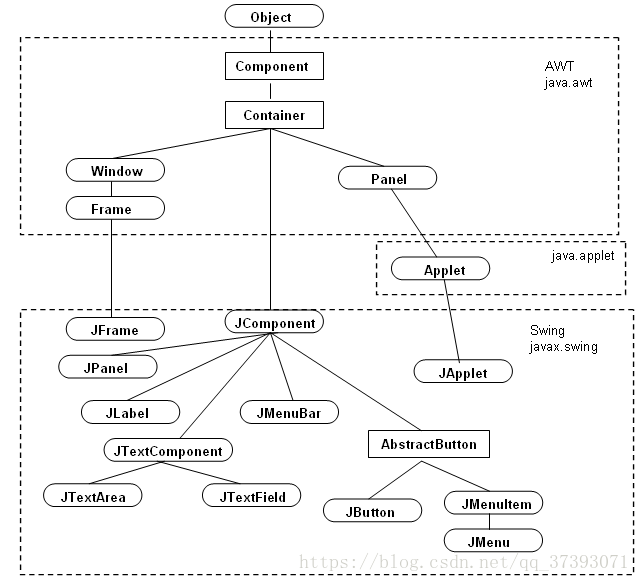 Object
Component
AWT
java.awt
Container
Window
Panel
Frame
java.applet
Applet
JFrame
JComponent
Swing
javax.swing
JPanel
JApplet
JLabel
JMenuBar
JTextComponent
AbstractButton
JTextArea
JTextField
JButton
JMenuItem
JMenu
https://blog.csdn.net/qq_37393071